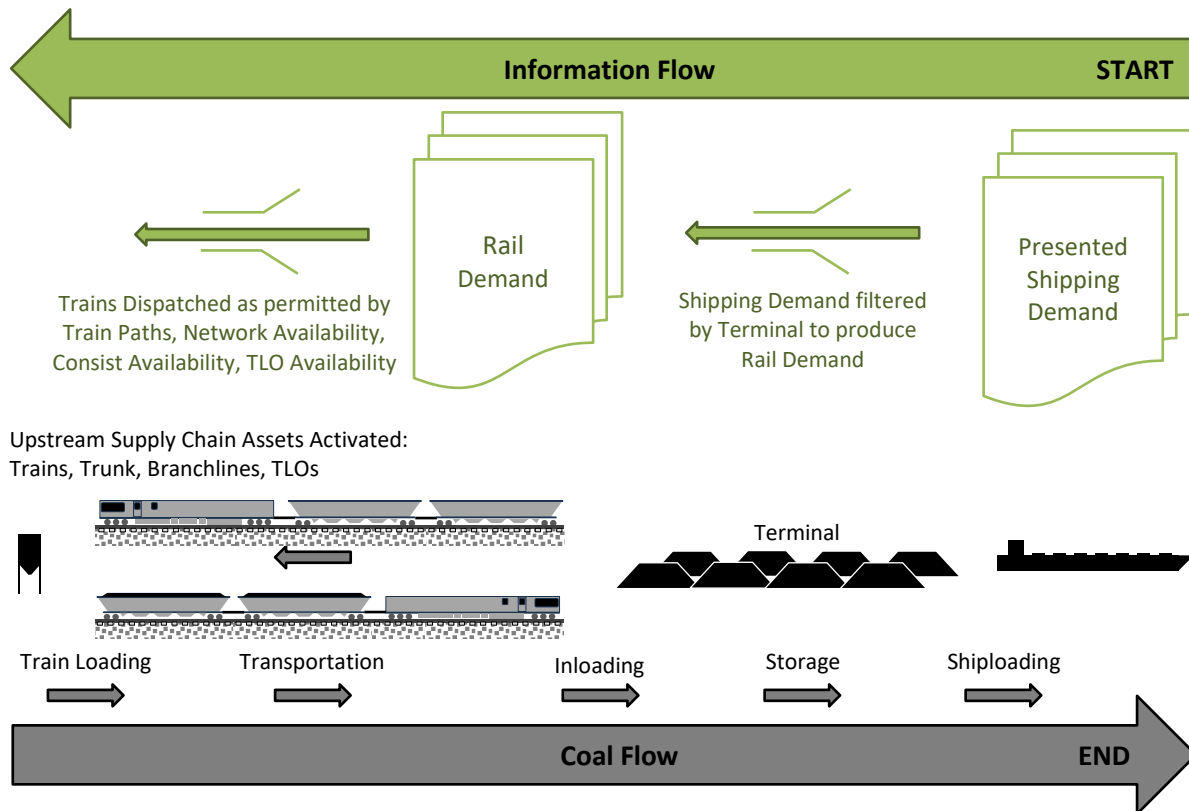 Information Flow
START
Rail
Demand
Presented
Shipping
Demand
Trains Dispatched as permitted by
Train Paths, Network Availability,
Consist Availability, TLO Availability
Shipping Demand filtered
by Terminal to produce
Rail Demand
Upstream Supply Chain Assets Activated:
Trains, Trunk, Branchlines, TLOs
Terminal
Train Loading
Transportation
Inloading
Storage
Shiploading
Coal Flow
END